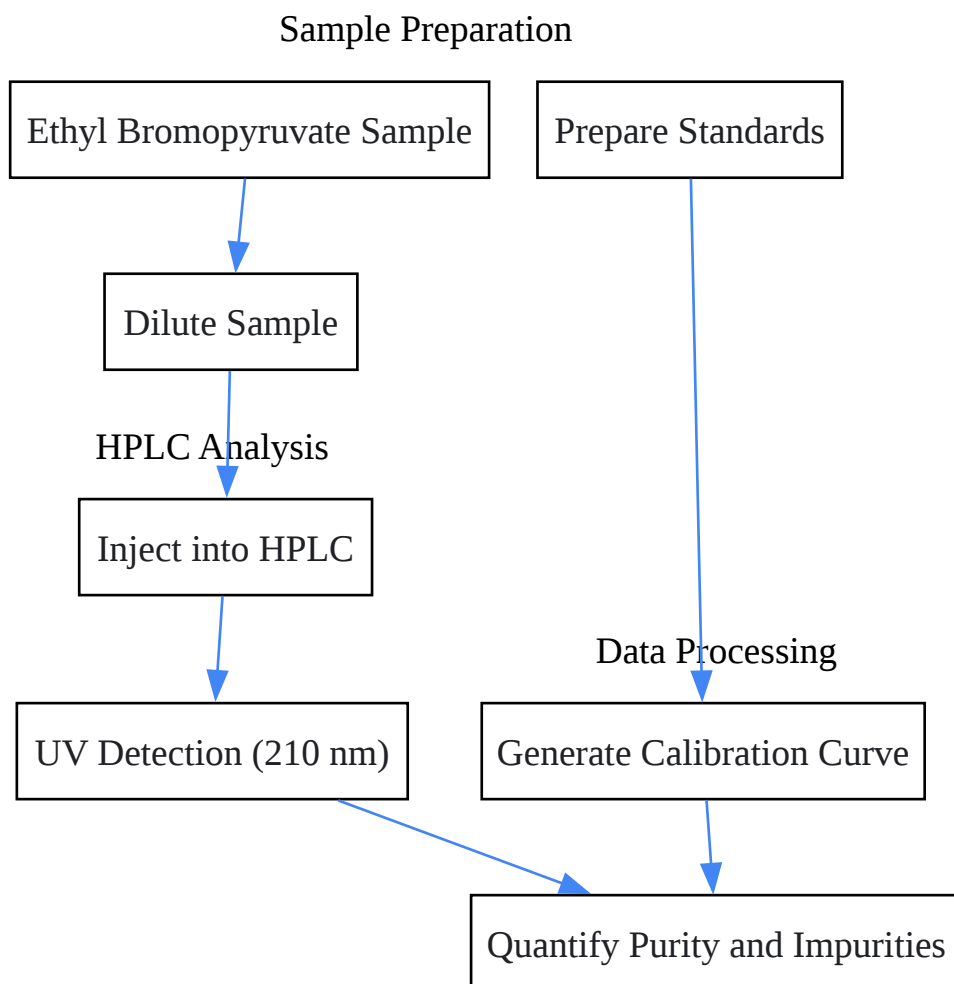 Sample Preparation
Ethyl Bromopyruvate Sample
Prepare Standards
Dilute Sample
HPLC Analysis
Inject into HPLC
Data Processing
UV Detection (210 nm)
Generate Calibration Curve
Quantify Purity and Impurities